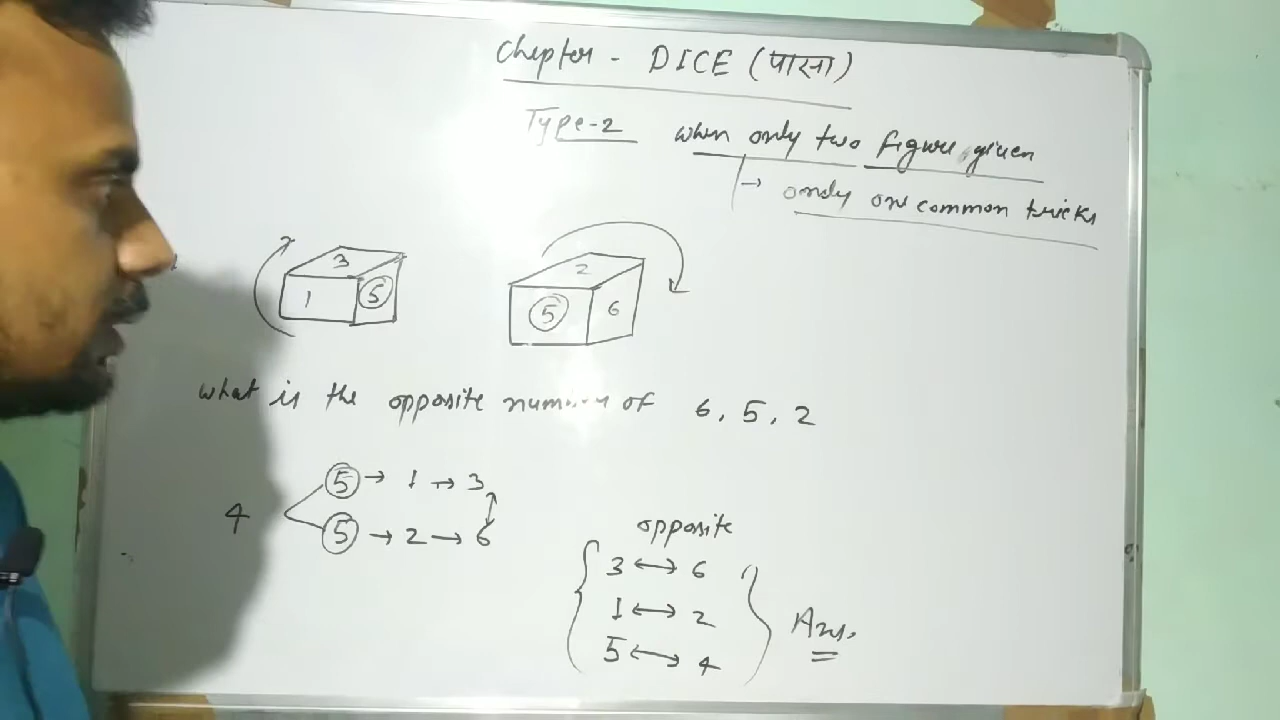 Chepter - DICE (पासा)
Type-2 when only two figure given
→ only one common tricks
3
1 5
2
5 6
what is the opposite number of 6, 5, 2
5 → 1 → 3
4
5 → 2 → 6
opposite
3 ↔ 6
1 ↔ 2
5 ↔ 4
Ans.